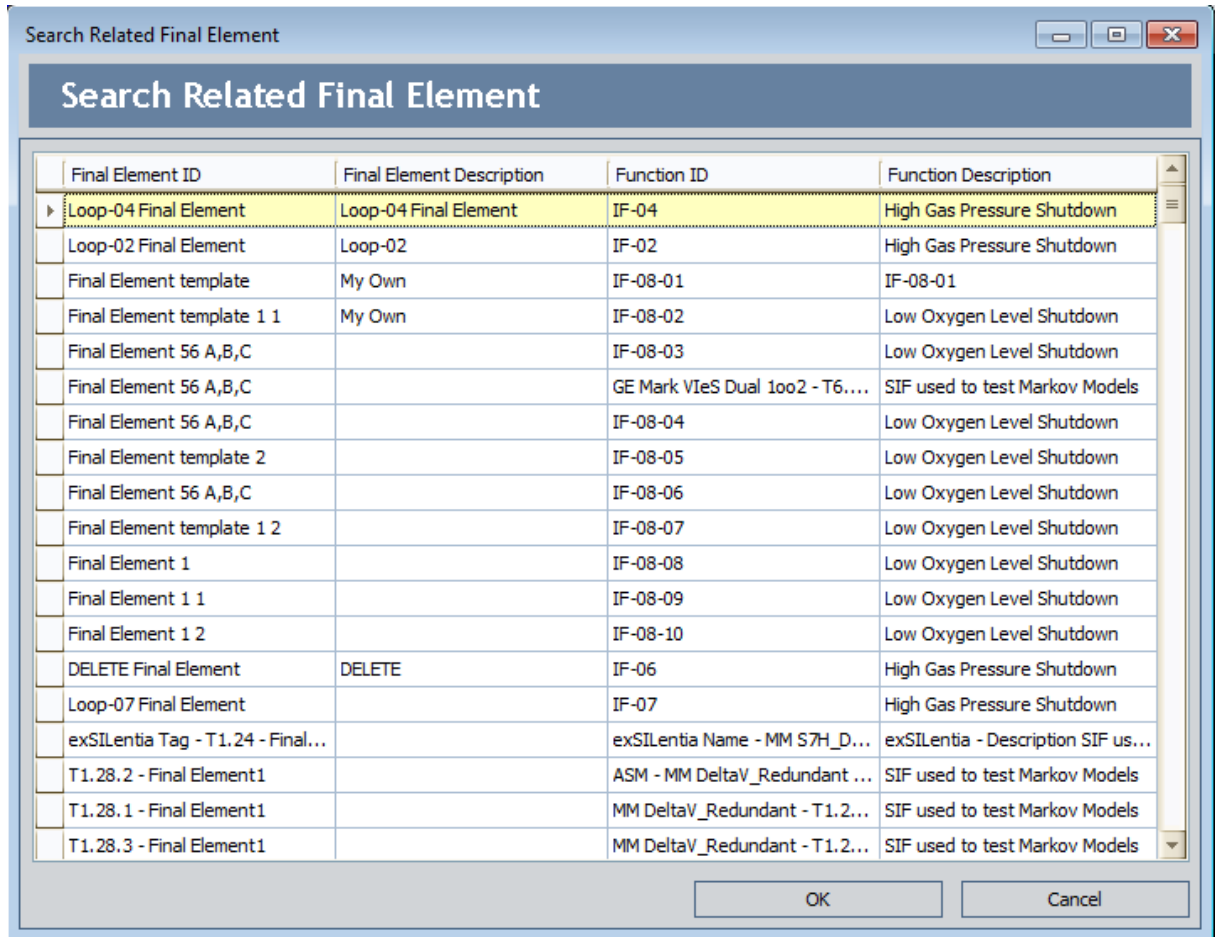 Search Related Final Element
Search Related Final Element
Final Element ID Final Element Description Function ID Function Description
Loop-04 Final Element Loop-04 Final Element IF-04 High Gas Pressure Shutdown
Loop-02 Final Element Loop-02 IF-02 High Gas Pressure Shutdown
Final Element template My Own IF-08-01 IF-08-01
Final Element template 1 1 My Own IF-08-02 Low Oxygen Level Shutdown
Final Element 56 A,B,C IF-08-03 Low Oxygen Level Shutdown
Final Element 56 A,B,C GE Mark VIeS Dual 1oo2 - T6.... SIF used to test Markov Models
Final Element 56 A,B,C IF-08-04 Low Oxygen Level Shutdown
Final Element template 2 IF-08-05 Low Oxygen Level Shutdown
Final Element 56 A,B,C IF-08-06 Low Oxygen Level Shutdown
Final Element template 1 2 IF-08-07 Low Oxygen Level Shutdown
Final Element 1 IF-08-08 Low Oxygen Level Shutdown
Final Element 1 1 IF-08-09 Low Oxygen Level Shutdown
Final Element 1 2 IF-08-10 Low Oxygen Level Shutdown
DELETE Final Element DELETE IF-06 High Gas Pressure Shutdown
Loop-07 Final Element IF-07 High Gas Pressure Shutdown
exSILentia Tag - T1.24 - Final... exSILentia Name - MM S7H_D... exSILentia - Description SIF us...
T1.28.2 - Final Element1 ASM - MM DeltaV_Redundant ... SIF used to test Markov Models
T1.28.1 - Final Element1 MM DeltaV_Redundant - T1.2... SIF used to test Markov Models
T1.28.3 - Final Element1 MM DeltaV_Redundant - T1.2... SIF used to test Markov Models
OK Cancel